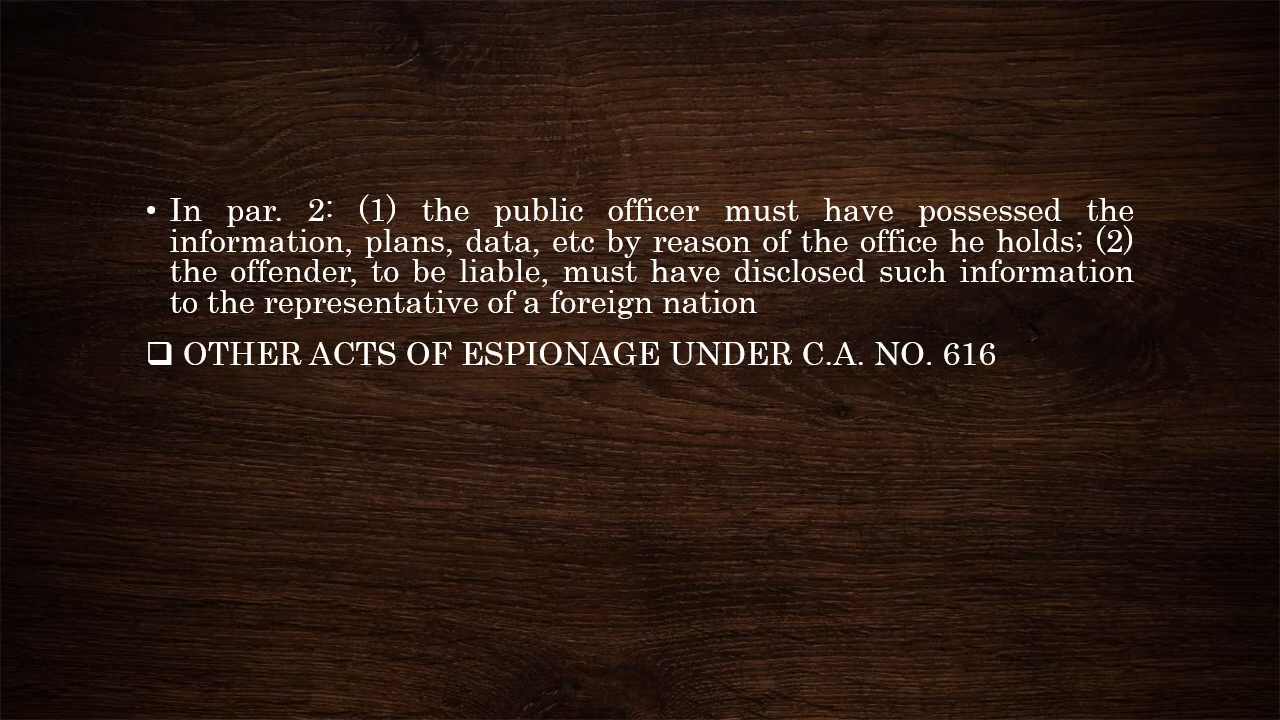 • In par. 2: (1) the public officer must have possessed the
information, plans, data, etc by reason of the office he holds; (2)
the offender, to be liable, must have disclosed such information
to the representative of a foreign nation
❑ OTHER ACTS OF ESPIONAGE UNDER C.A. NO. 616